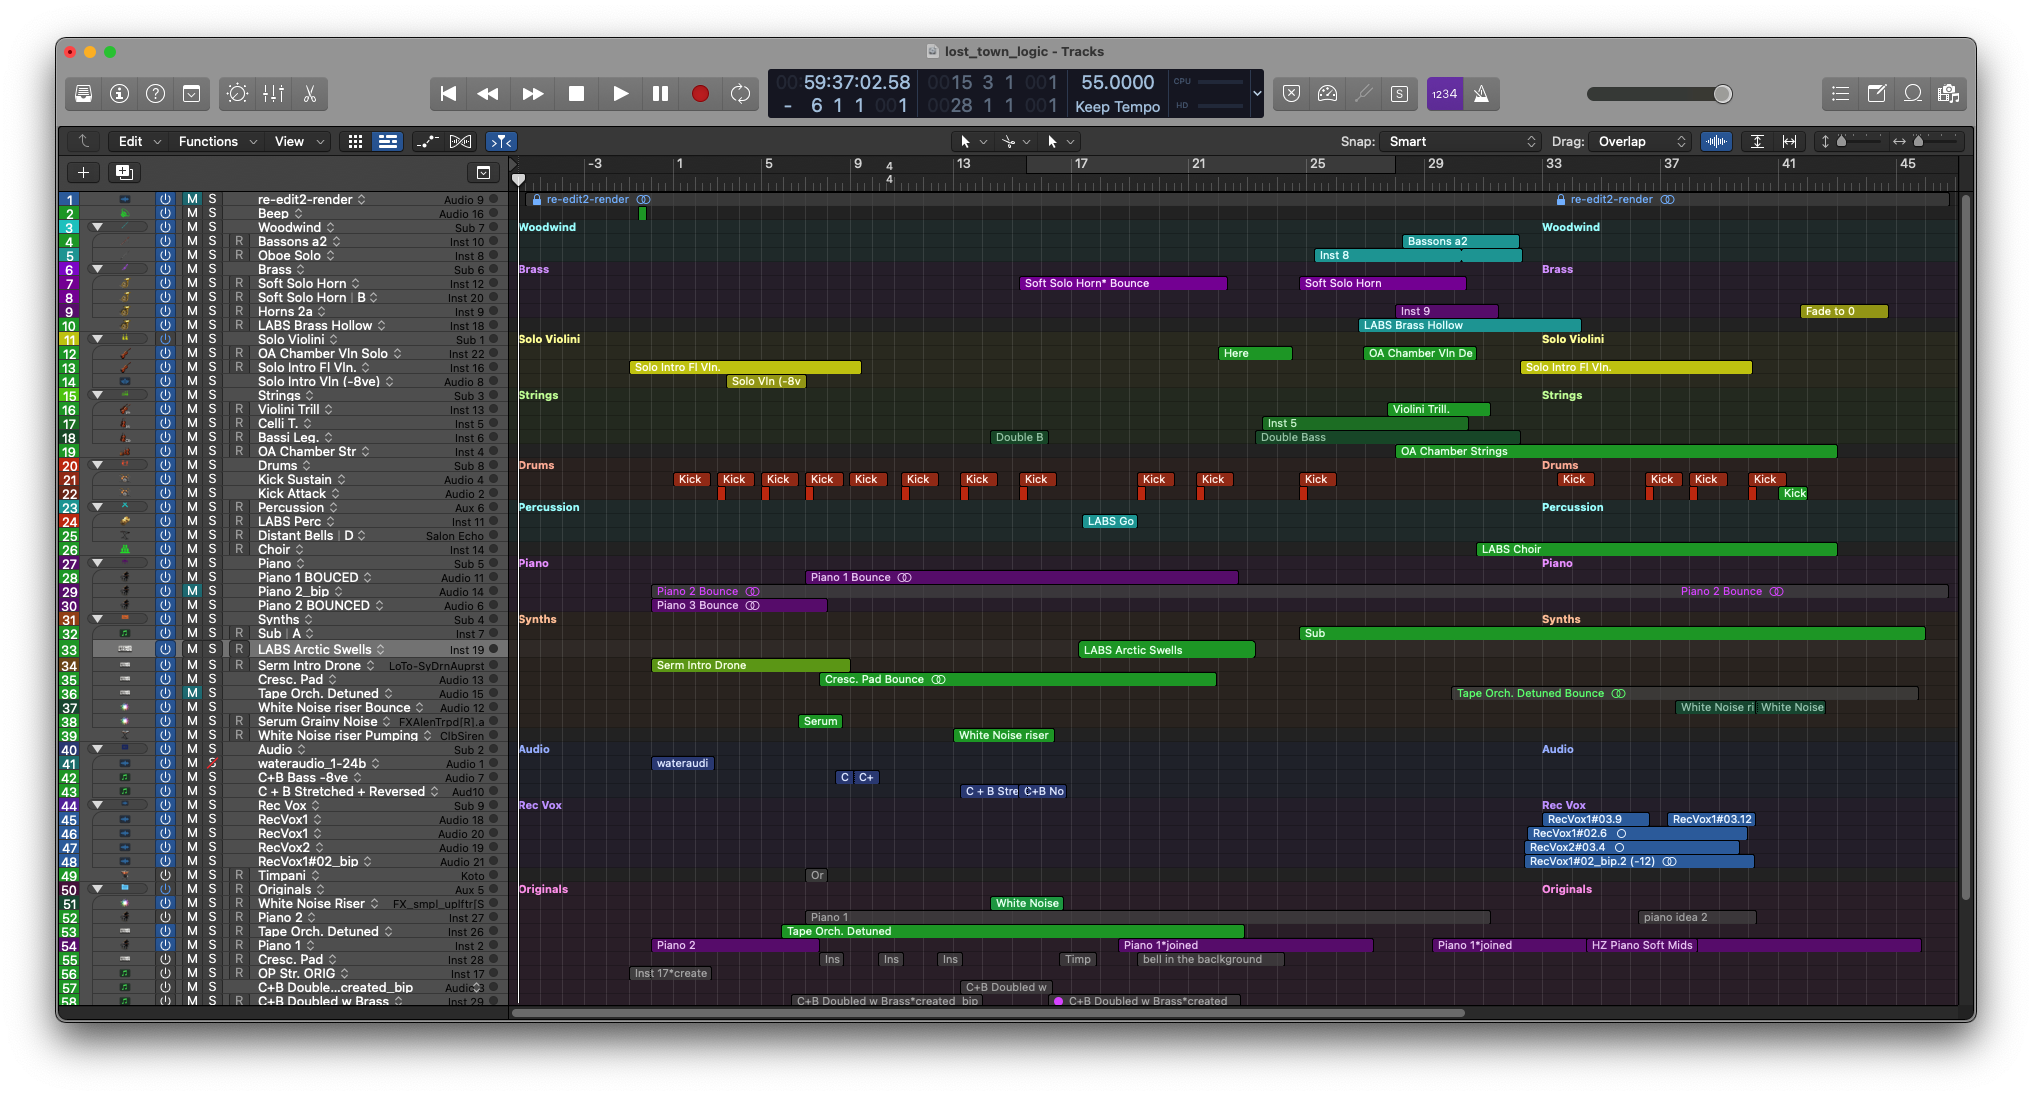 lost_town_logic - Tracks
59:37:02.58 0015 3 1 001 55.0000 CPU
- 6 1 1 001 0028 1 1 001 Keep Tempo HD
1234
Edit Functions View Snap: Smart Drag: Overlap
-3 1 5 9 4/4 13 17 21 25 29 33 37 41 45
1 M S re-edit2-render Audio 9 re-edit2-render re-edit2-render
2 M S Beep Audio 16
3 M S Woodwind Sub 7 Woodwind Woodwind
4 M S R Bassons a2 Inst 10 Bassons a2
5 M S R Oboe Solo Inst 8 Inst 8
6 M S Brass Sub 6 Brass Brass
7 M S R Soft Solo Horn Inst 12 Soft Solo Horn* Bounce Soft Solo Horn
8 M S R Soft Solo Horn | B Inst 20
9 M S R Horns 2a Inst 9 Inst 9 Fade to 0
10 M S R LABS Brass Hollow Inst 18 LABS Brass Hollow
11 M S Solo Violini Sub 1 Solo Violini Solo Violini
12 M S R OA Chamber Vln Solo Inst 22 Here OA Chamber Vln De
13 M S R Solo Intro Fl Vln. Inst 16 Solo Intro Fl Vln. Solo Intro Fl Vln.
14 M S Solo Intro Vln (-8ve) Audio 8 Solo Vln (-8v
15 M S Strings Sub 3 Strings Strings
16 M S R Violini Trill Inst 13 Violini Trill.
17 M S R Celli T. Inst 5 Inst 5
18 M S R Bassi Leg. Inst 6 Double B Double Bass
19 M S R OA Chamber Str Inst 4 OA Chamber Strings
20 M S Drums Sub 8 Drums Drums
21 M S Kick Sustain Audio 4 Kick Kick Kick Kick Kick Kick Kick Kick Kick Kick Kick Kick Kick Kick Kick
22 M S Kick Attack Audio 2 Kick
23 M S Percussion Aux 6 Percussion Percussion
24 M S R LABS Perc Inst 11 LABS Go
25 M S R Distant Bells | D Salon Echo
26 M S R Choir Inst 14 LABS Choir
27 M S Piano Sub 5 Piano Piano
28 M S Piano 1 BOUCED Audio 11 Piano 1 Bounce
29 M S Piano 2_bip Audio 14 Piano 2 Bounce Piano 2 Bounce
30 M S Piano 2 BOUNCED Audio 6 Piano 3 Bounce
31 M S Synths Sub 4 Synths Synths
32 M S R Sub | A Inst 7 Sub
33 M S R LABS Arctic Swells Inst 19 LABS Arctic Swells
34 M S R Serm Intro Drone LoTo-SyDrnAuprst Serm Intro Drone
35 M S Cresc. Pad Audio 13 Cresc. Pad Bounce
36 M S Tape Orch. Detuned Audio 15 Tape Orch. Detuned Bounce
37 M S White Noise riser Bounce Audio 12 White Noise ri White Noise
38 M S R Serum Grainy Noise FXAlenTrpd[R].a Serum
39 M S R White Noise riser Pumping ClbSiren White Noise riser
40 M S Audio Sub 2 Audio Audio
41 M S wateraudio_1-24b Audio 1 wateraudi
42 M S C+B Bass -8ve Audio 7 C C+
43 M S C + B Stretched + Reversed Aud10 C + B Stre C+B No
44 M S Rec Vox Sub 9 Rec Vox Rec Vox
45 M S RecVox1 Audio 18 RecVox1#03.9 RecVox1#03.12
46 M S RecVox1 Audio 20 RecVox1#02.6
47 M S RecVox2 Audio 19 RecVox2#03.4
48 M S RecVox1#02_bip Audio 21 RecVox1#02_bip.2 (-12)
49 M S R Timpani Koto Or
50 M S R Originals Aux 5 Originals Originals
51 M S R White Noise Riser FX_smpl_uplftr[S White Noise
52 M S R Piano 2 Inst 27 Piano 1 piano idea 2
53 M S R Tape Orch. Detuned Inst 26 Tape Orch. Detuned
54 M S R Piano 1 Inst 2 Piano 2 Piano 1*joined Piano 1*joined HZ Piano Soft Mids
55 M S R Cresc. Pad Inst 28 Ins Ins Ins Timp bell in the background
56 M S R OP Str. ORIG Inst 17 Inst 17*create
57 M S C+B Double...created_bip Audio3 C+B Doubled w
58 M S R C+B Doubled w Brass Inst 29 C+B Doubled w Brass*created_bip C+B Doubled w Brass*created